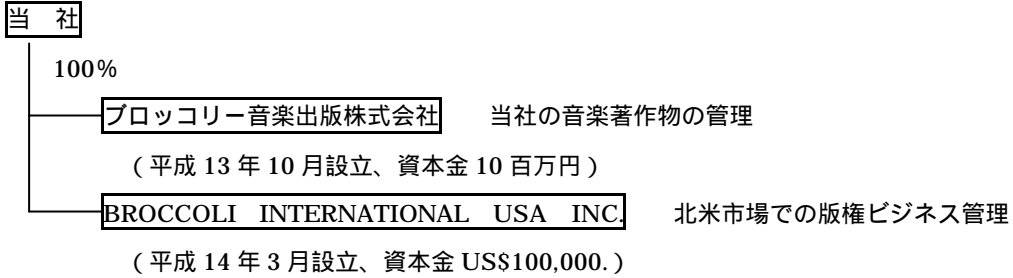 当　社
100％
ブロッコリー音楽出版株式会社　当社の音楽著作物の管理
（平成 13 年 10 月設立、資本金 10 百万円）
BROCCOLI INTERNATIONAL USA INC.　北米市場での版権ビジネス管理
（平成 14 年 3 月設立、資本金 US$100,000.）